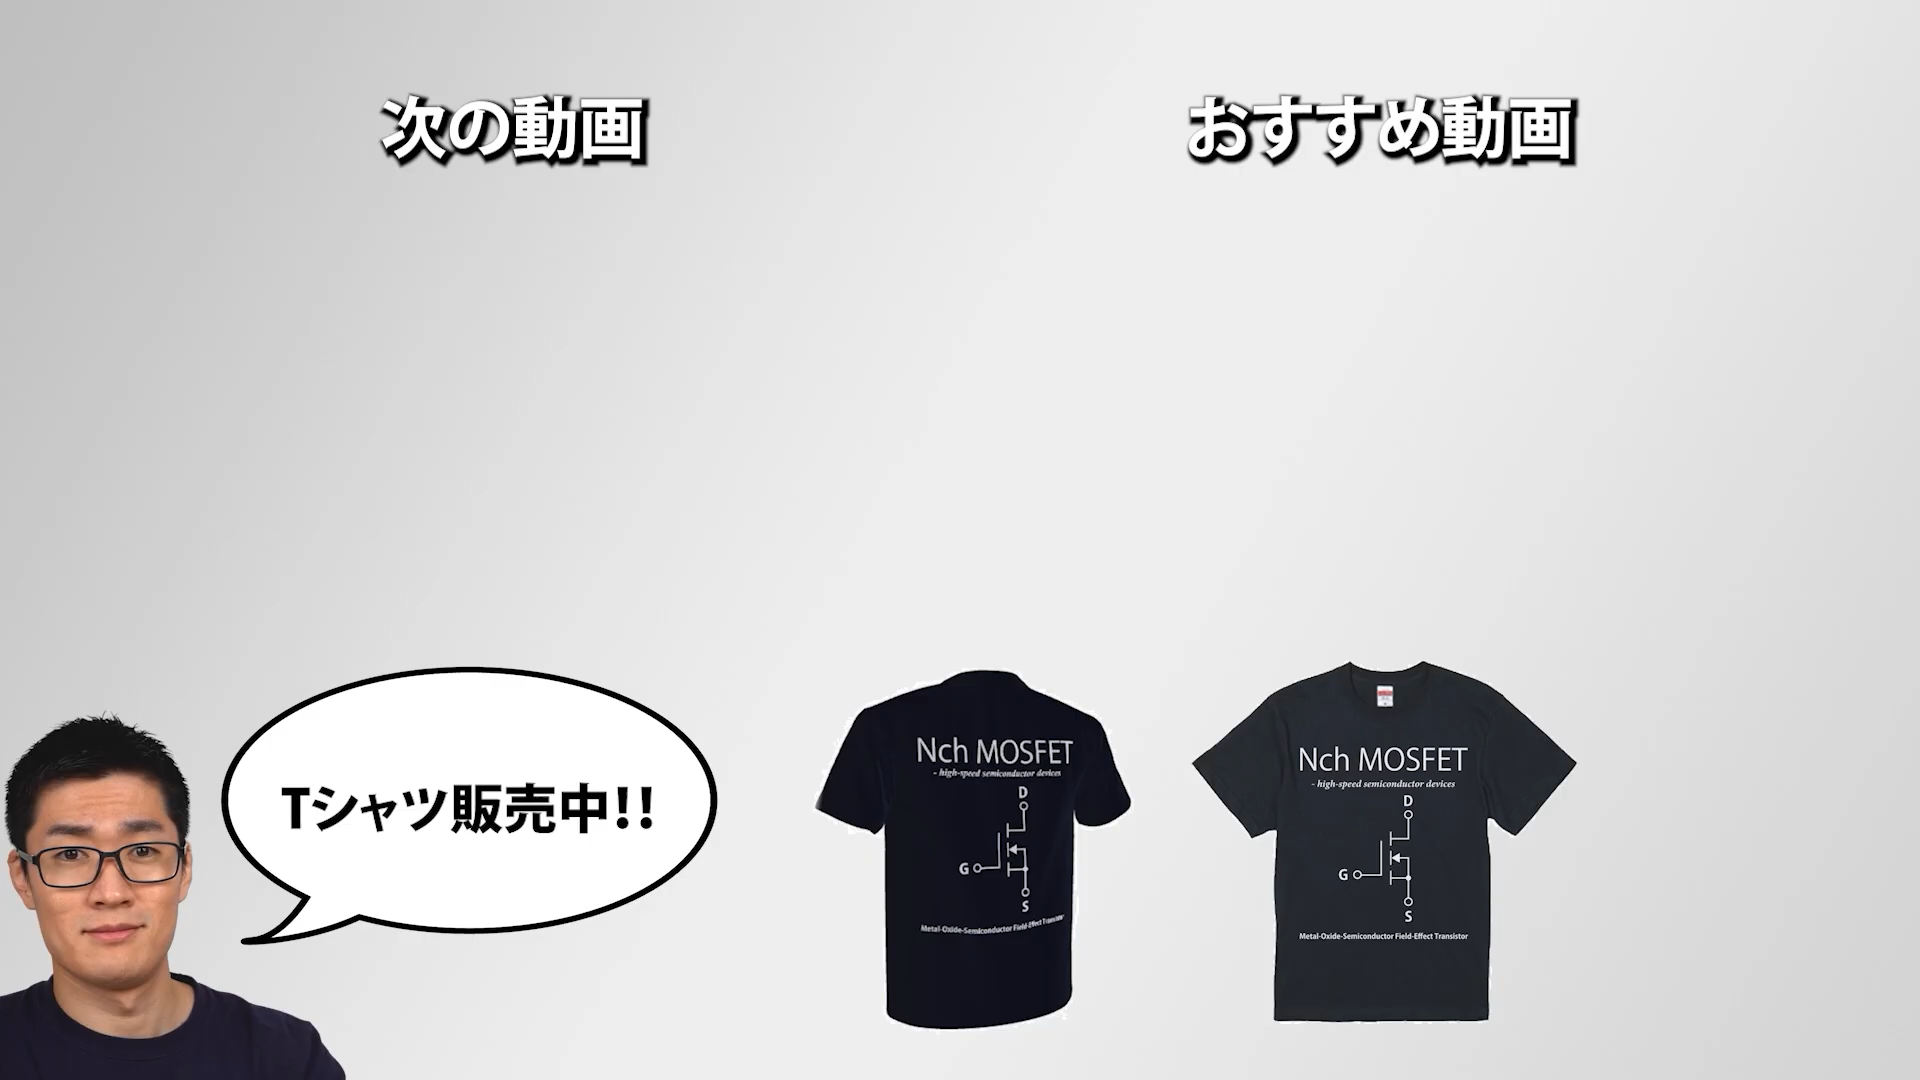 次の動画
おすすめ動画
Tシャツ販売中!!
Nch MOSFET
- high-speed semiconductor devices
D
G
S
Metal-Oxide-Semiconductor Field-Effect Transistor
Nch MOSFET
- high-speed semiconductor devices
D
G
S
Metal-Oxide-Semiconductor Field-Effect Transistor